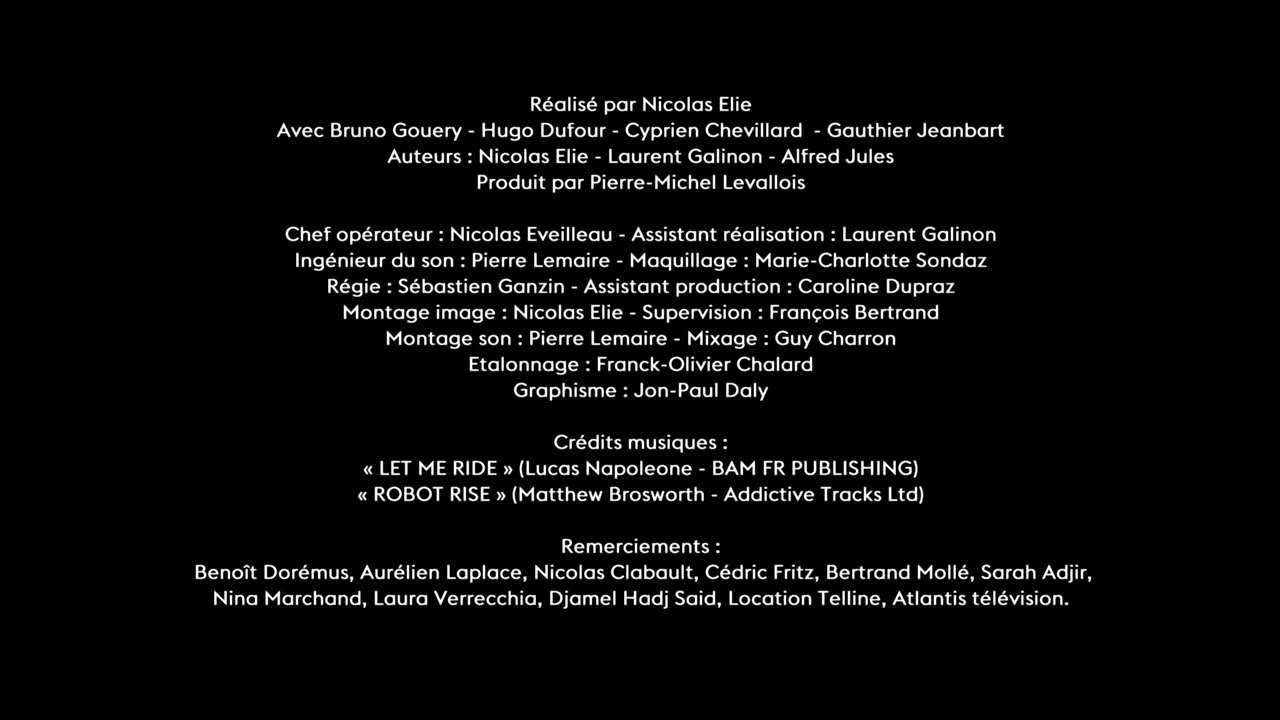 Réalisé par Nicolas Elie
Avec Bruno Gouery - Hugo Dufour - Cyprien Chevillard  - Gauthier Jeanbart
Auteurs : Nicolas Elie - Laurent Galinon - Alfred Jules
Produit par Pierre-Michel Levallois
Chef opérateur : Nicolas Eveilleau - Assistant réalisation : Laurent Galinon
Ingénieur du son : Pierre Lemaire - Maquillage : Marie-Charlotte Sondaz
Régie : Sébastien Ganzin - Assistant production : Caroline Dupraz
Montage image : Nicolas Elie - Supervision : François Bertrand
Montage son : Pierre Lemaire - Mixage : Guy Charron
Etalonnage : Franck-Olivier Chalard
Graphisme : Jon-Paul Daly
Crédits musiques :
« LET ME RIDE » (Lucas Napoleone - BAM FR PUBLISHING)
« ROBOT RISE » (Matthew Brosworth - Addictive Tracks Ltd)
Remerciements :
Benoît Dorémus, Aurélien Laplace, Nicolas Clabault, Cédric Fritz, Bertrand Mollé, Sarah Adjir,
Nina Marchand, Laura Verrecchia, Djamel Hadj Said, Location Telline, Atlantis télévision.